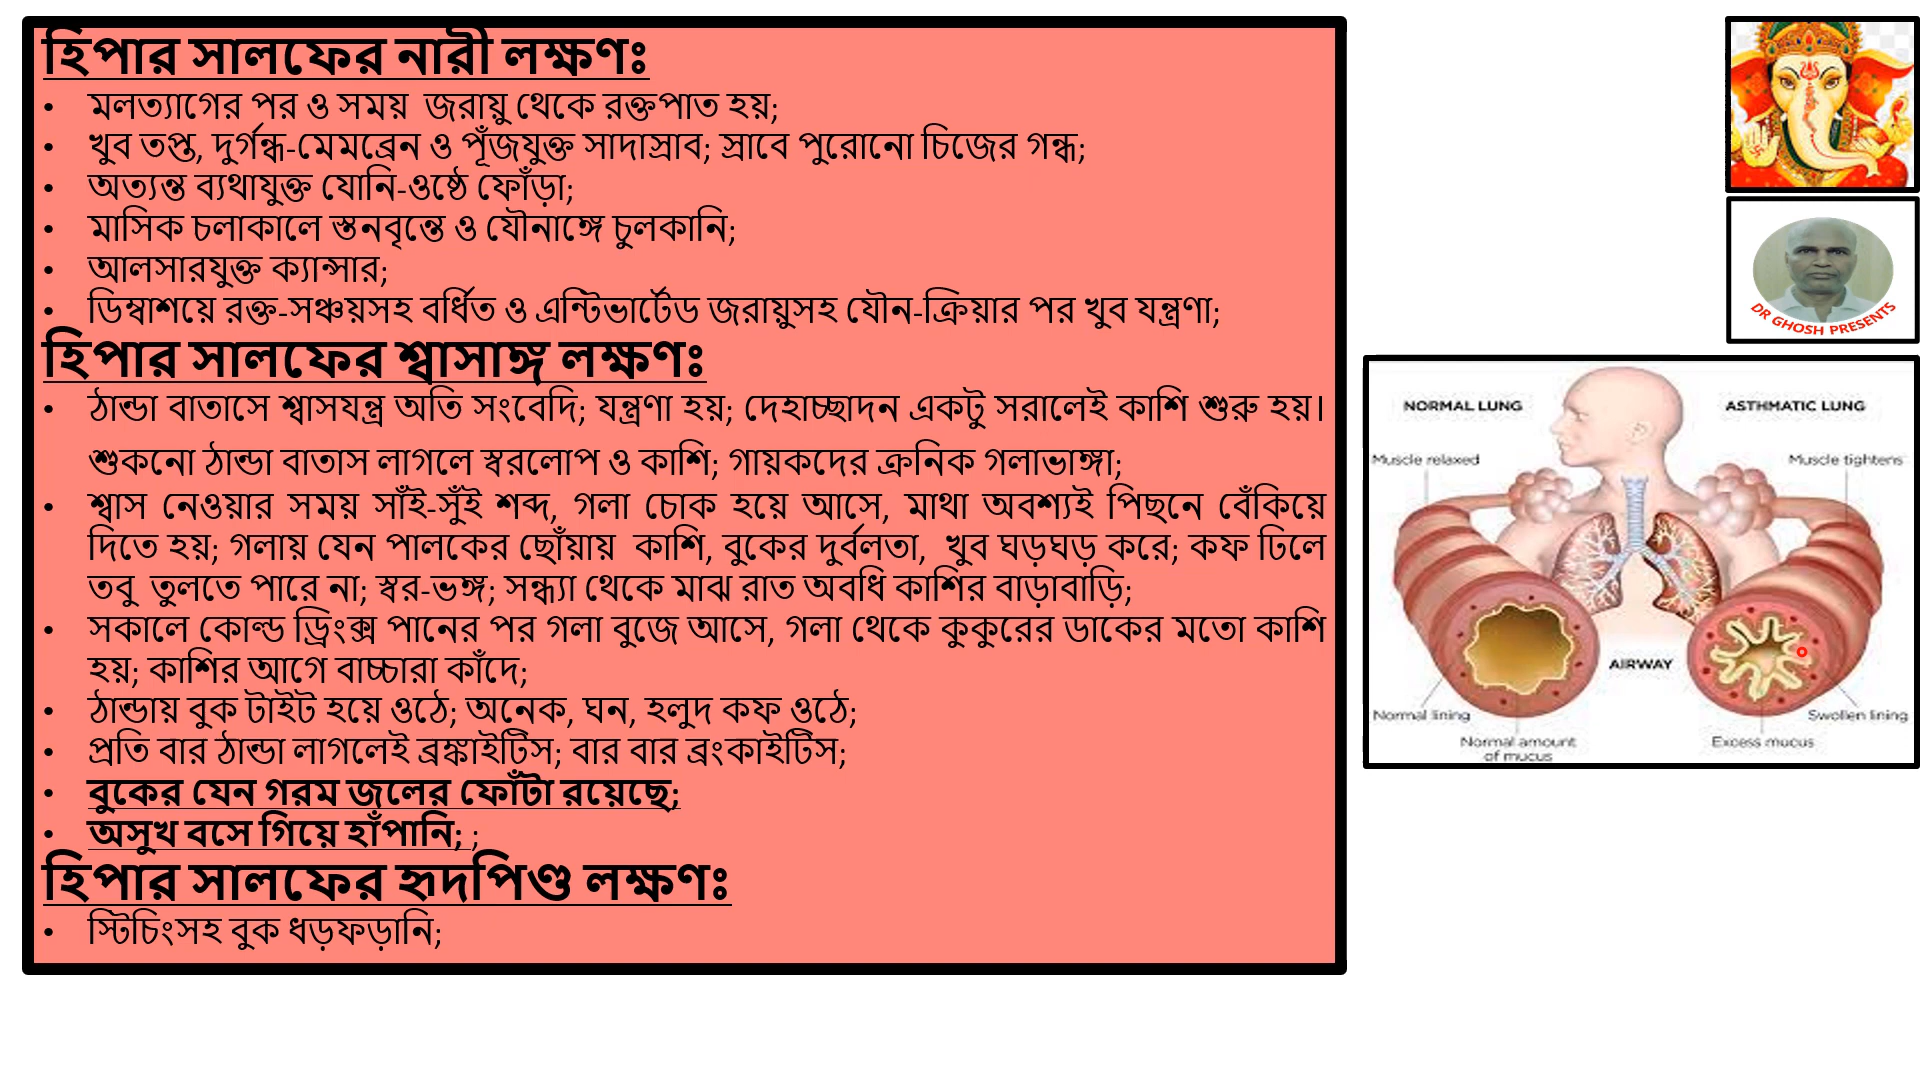 হিপার সালফের নারী লক্ষণঃ
• মলত্যাগের পর ও সময় জরায়ু থেকে রক্তপাত হয়;
• খুব তপ্ত, দুর্গন্ধ-মেমব্রেন ও পূঁজযুক্ত সাদাস্রাব; স্রাবে পুরোনো চিজের গন্ধ;
• অত্যন্ত ব্যথাযুক্ত যোনি-ওষ্ঠে ফোঁড়া;
• মাসিক চলাকালে স্তনবৃন্তে ও যৌনাঙ্গে চুলকানি;
• আলসারযুক্ত ক্যান্সার;
• ডিম্বাশয়ে রক্ত-সঞ্চয়সহ বর্ধিত ও এন্টিভার্টেড জরায়ুসহ যৌন-ক্রিয়ার পর খুব যন্ত্রণা;
হিপার সালফের শ্বাসাঙ্গ লক্ষণঃ
• ঠান্ডা বাতাসে শ্বাসযন্ত্র অতি সংবেদি; যন্ত্রণা হয়; দেহাচ্ছাদন একটু সরালেই কাশি শুরু হয়।
শুকনো ঠান্ডা বাতাস লাগলে স্বরলোপ ও কাশি; গায়কদের ক্রনিক গলাভাঙ্গা;
• শ্বাস নেওয়ার সময় সাঁই-সুঁই শব্দ, গলা চোক হয়ে আসে, মাথা অবশ্যই পিছনে বেঁকিয়ে
দিতে হয়; গলায় যেন পালকের ছোঁয়ায় কাশি, বুকের দুর্বলতা, খুব ঘড়ঘড় করে; কফ ঢিলে
তবু তুলতে পারে না; স্বর-ভঙ্গ; সন্ধ্যা থেকে মাঝ রাত অবধি কাশির বাড়াবাড়ি;
• সকালে কোল্ড ড্রিংক্স পানের পর গলা বুজে আসে, গলা থেকে কুকুরের ডাকের মতো কাশি
হয়; কাশির আগে বাচ্চারা কাঁদে;
• ঠান্ডায় বুক টাইট হয়ে ওঠে; অনেক, ঘন, হলুদ কফ ওঠে;
• প্রতি বার ঠান্ডা লাগলেই ব্রঙ্কাইটিস; বার বার ব্রংকাইটিস;
• বুকের যেন গরম জলের ফোঁটা রয়েছে;
• অসুখ বসে গিয়ে হাঁপানি; ;
হিপার সালফের হৃদপিণ্ড লক্ষণঃ
• স্টিচিংসহ বুক ধড়ফড়ানি;
DR GHOSH PRESENTS
NORMAL LUNG
ASTHMATIC LUNG
Muscle relaxed
Muscle tightens
AIRWAY
Normal lining
Swollen lining
Normal amount
of mucus
Excess mucus